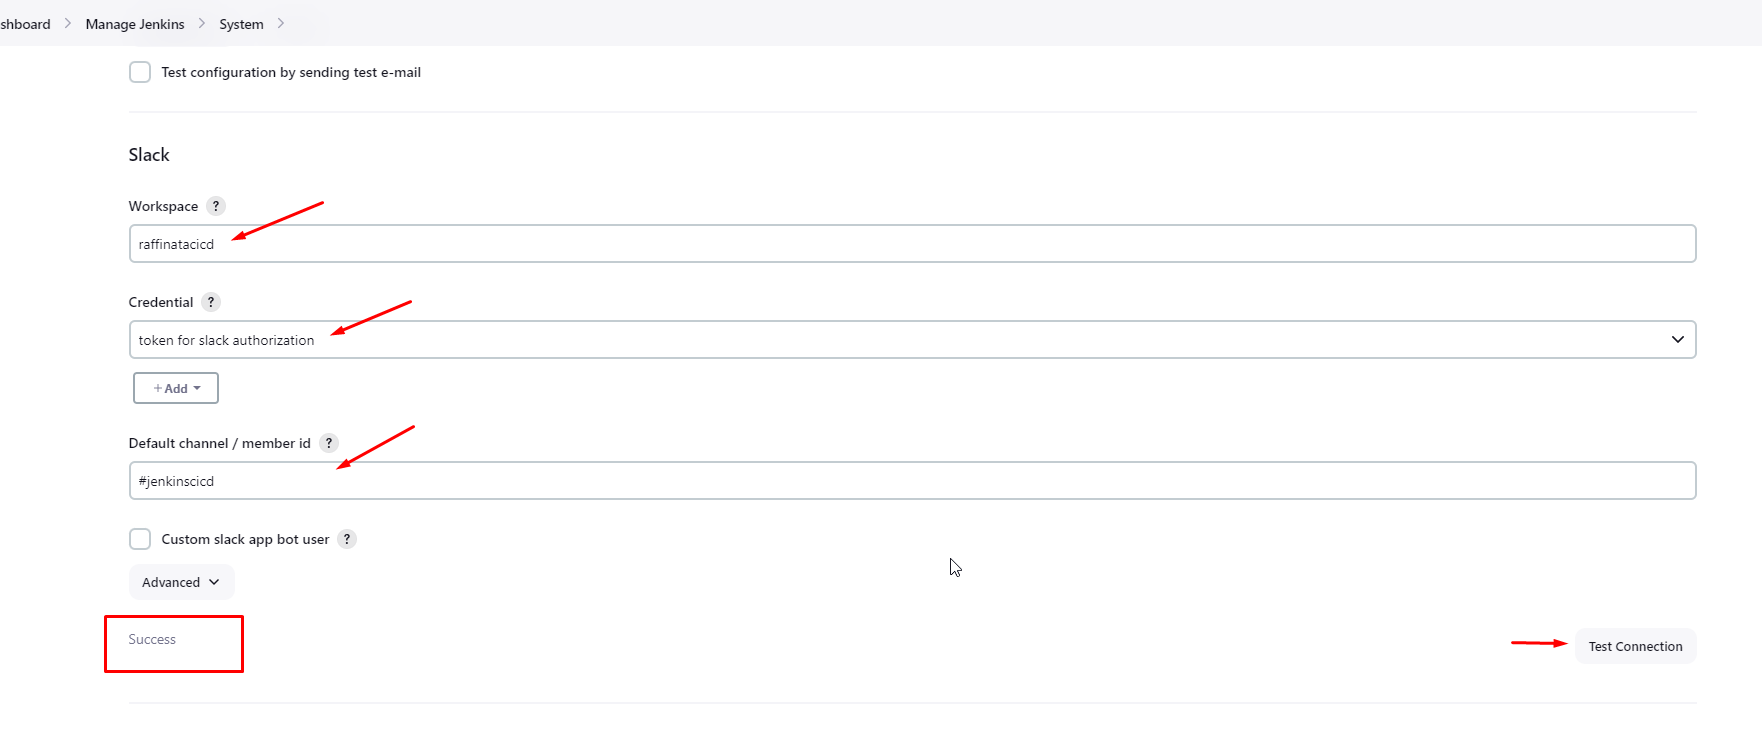 shboard > Manage Jenkins > System >
Test configuration by sending test e-mail
Slack
Workspace ?
raffinatacicd
Credential ?
token for slack authorization
+ Add
Default channel / member id ?
#jenkinscicd
Custom slack app bot user ?
Advanced
Success
Test Connection